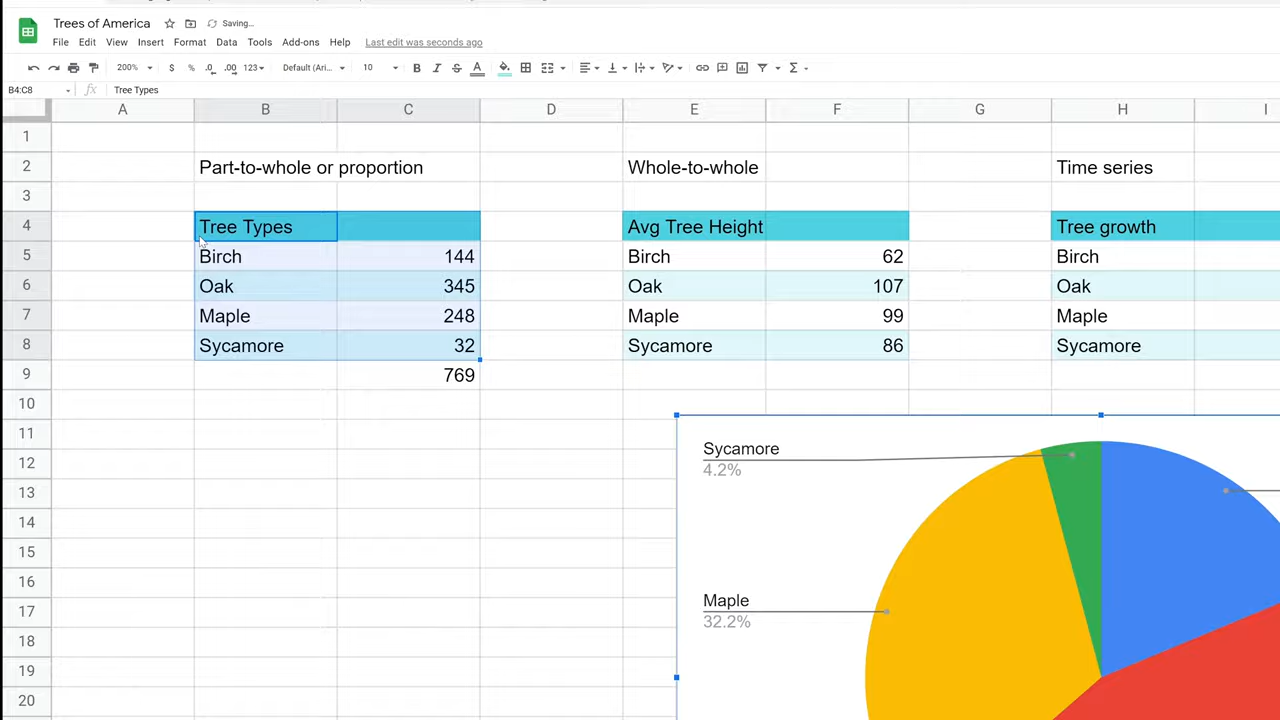 Trees of America Saving...
File Edit View Insert Format Data Tools Add-ons Help Last edit was seconds ago
200% $ % .0 .00 123 Default (Ari... 10 B I S A
B4:C8 fx Tree Types
A B C D E F G H I
1
2 Part-to-whole or proportion Whole-to-whole Time series
3
4 Tree Types Avg Tree Height Tree growth
5 Birch 144 Birch 62 Birch
6 Oak 345 Oak 107 Oak
7 Maple 248 Maple 99 Maple
8 Sycamore 32 Sycamore 86 Sycamore
9 769
10
11
Sycamore
12
4.2%
13
14
15
16
Maple
17
32.2%
18
19
20